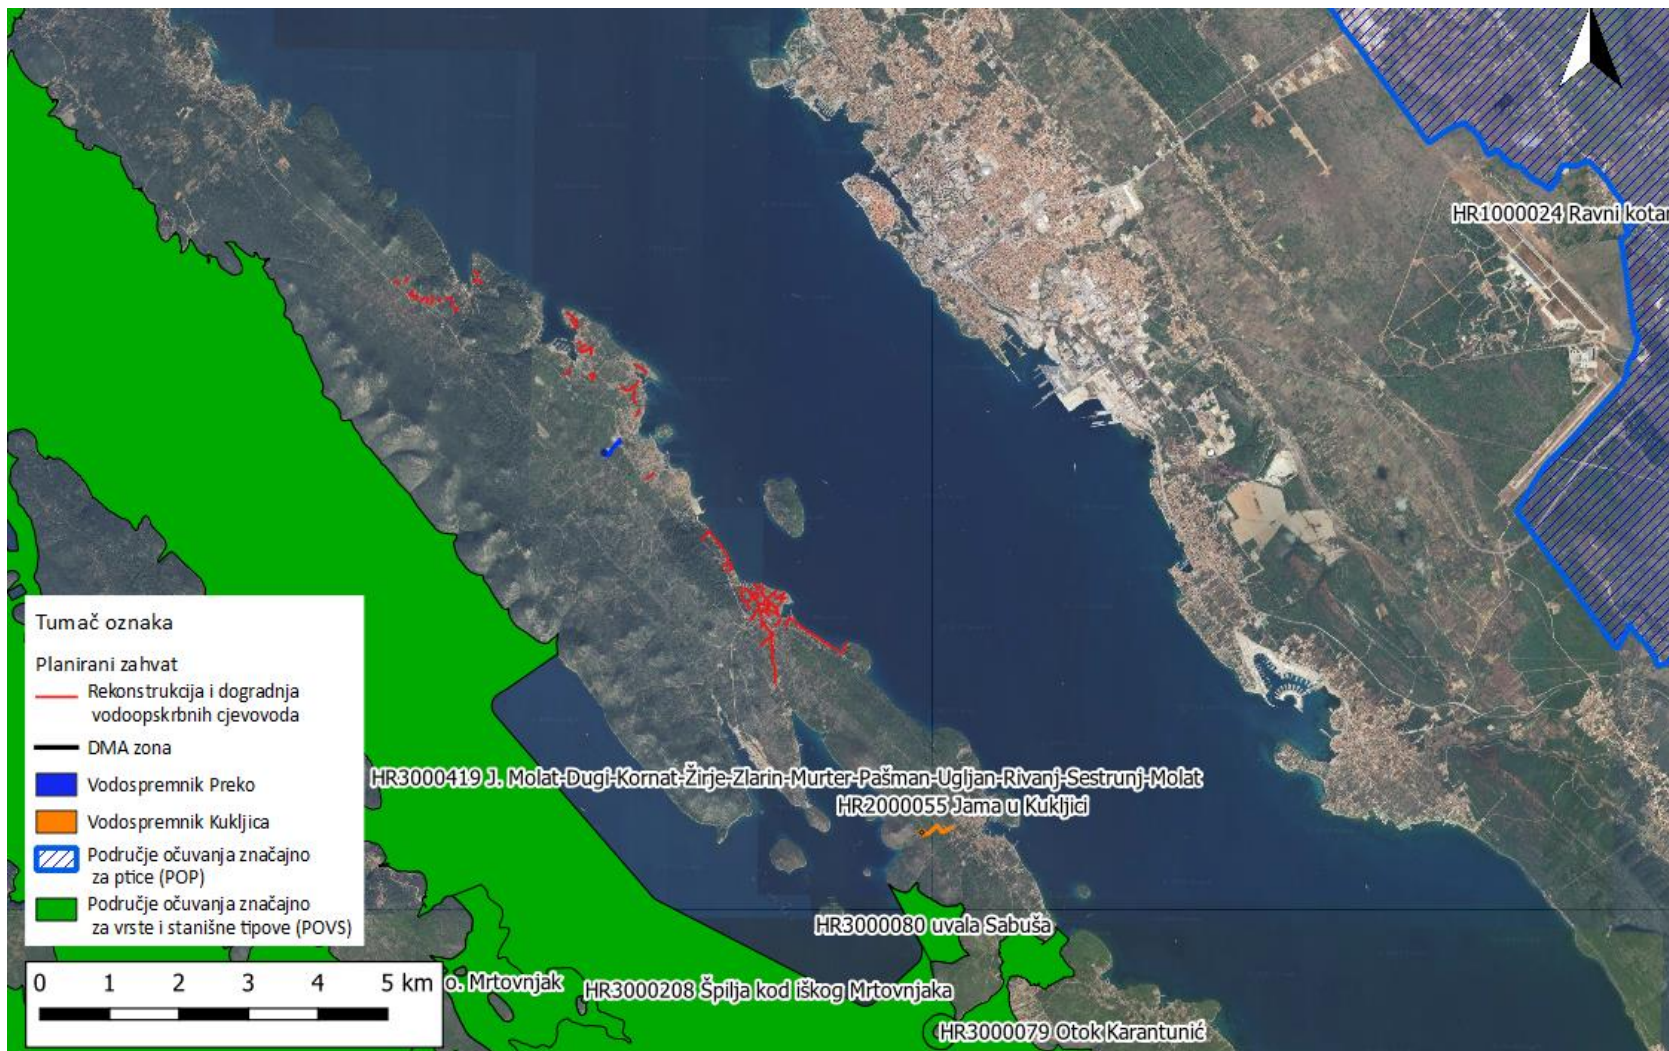 HR1000024 Ravni kotar
Tumač oznaka
Planirani zahvat
Rekonstrukcija i dogradnja
vodoopskrbnih cjevovoda
DMA zona
Vodospremnik Preko
Vodospremnik Kukljica
Područje očuvanja značajno
za ptice (POP)
Područje očuvanja značajno
za vrste i stanišne tipove (POVS)
HR3000419 J. Molat-Dugi-Kornat-Žirje-Zlarin-Murter-Pašman-Ugljan-Rivanj-Sestrunj-Molat
HR2000055 Jama u Kukljici
HR3000080 uvala Sabuša
0 1 2 3 4 5 km
o. Mrtovnjak
HR3000208 Špilja kod iškog Mrtovnjaka
HR3000079 Otok Karantunić